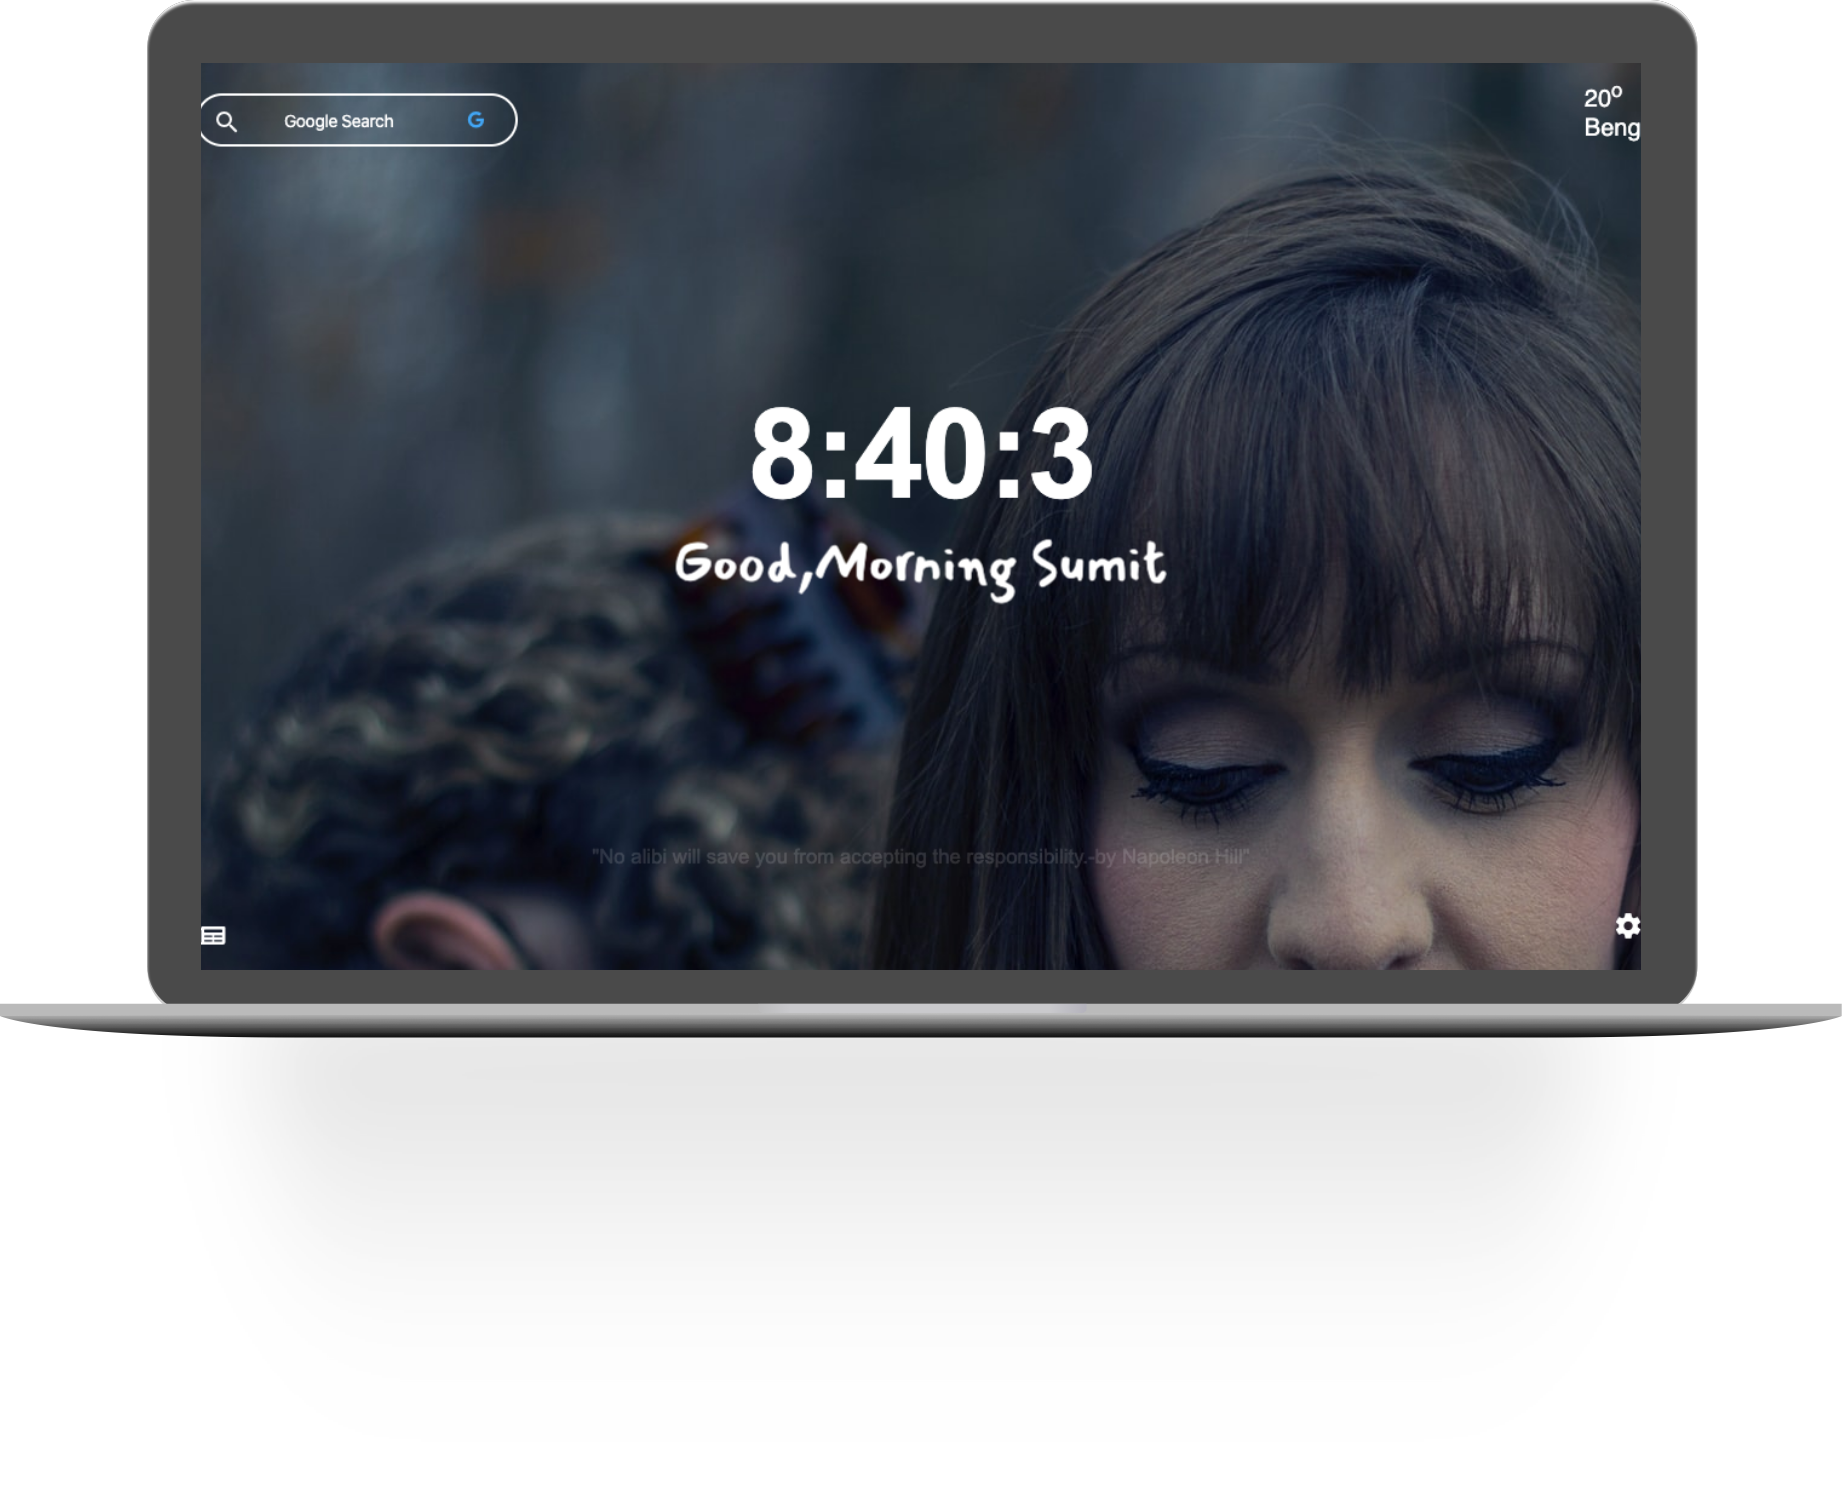 Google Search G
20º
Beng
8:40:3
Good,Morning Sumit
"No alibi will save you from accepting the responsibility.-by Napoleon Hill"